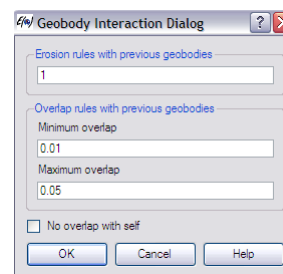 f(w) Geobody Interaction Dialog ?
Erosion rules with previous geobodies
1
Overlap rules with previous geobodies
Minimum overlap
0.01
Maximum overlap
0.05
No overlap with self
OK Cancel Help